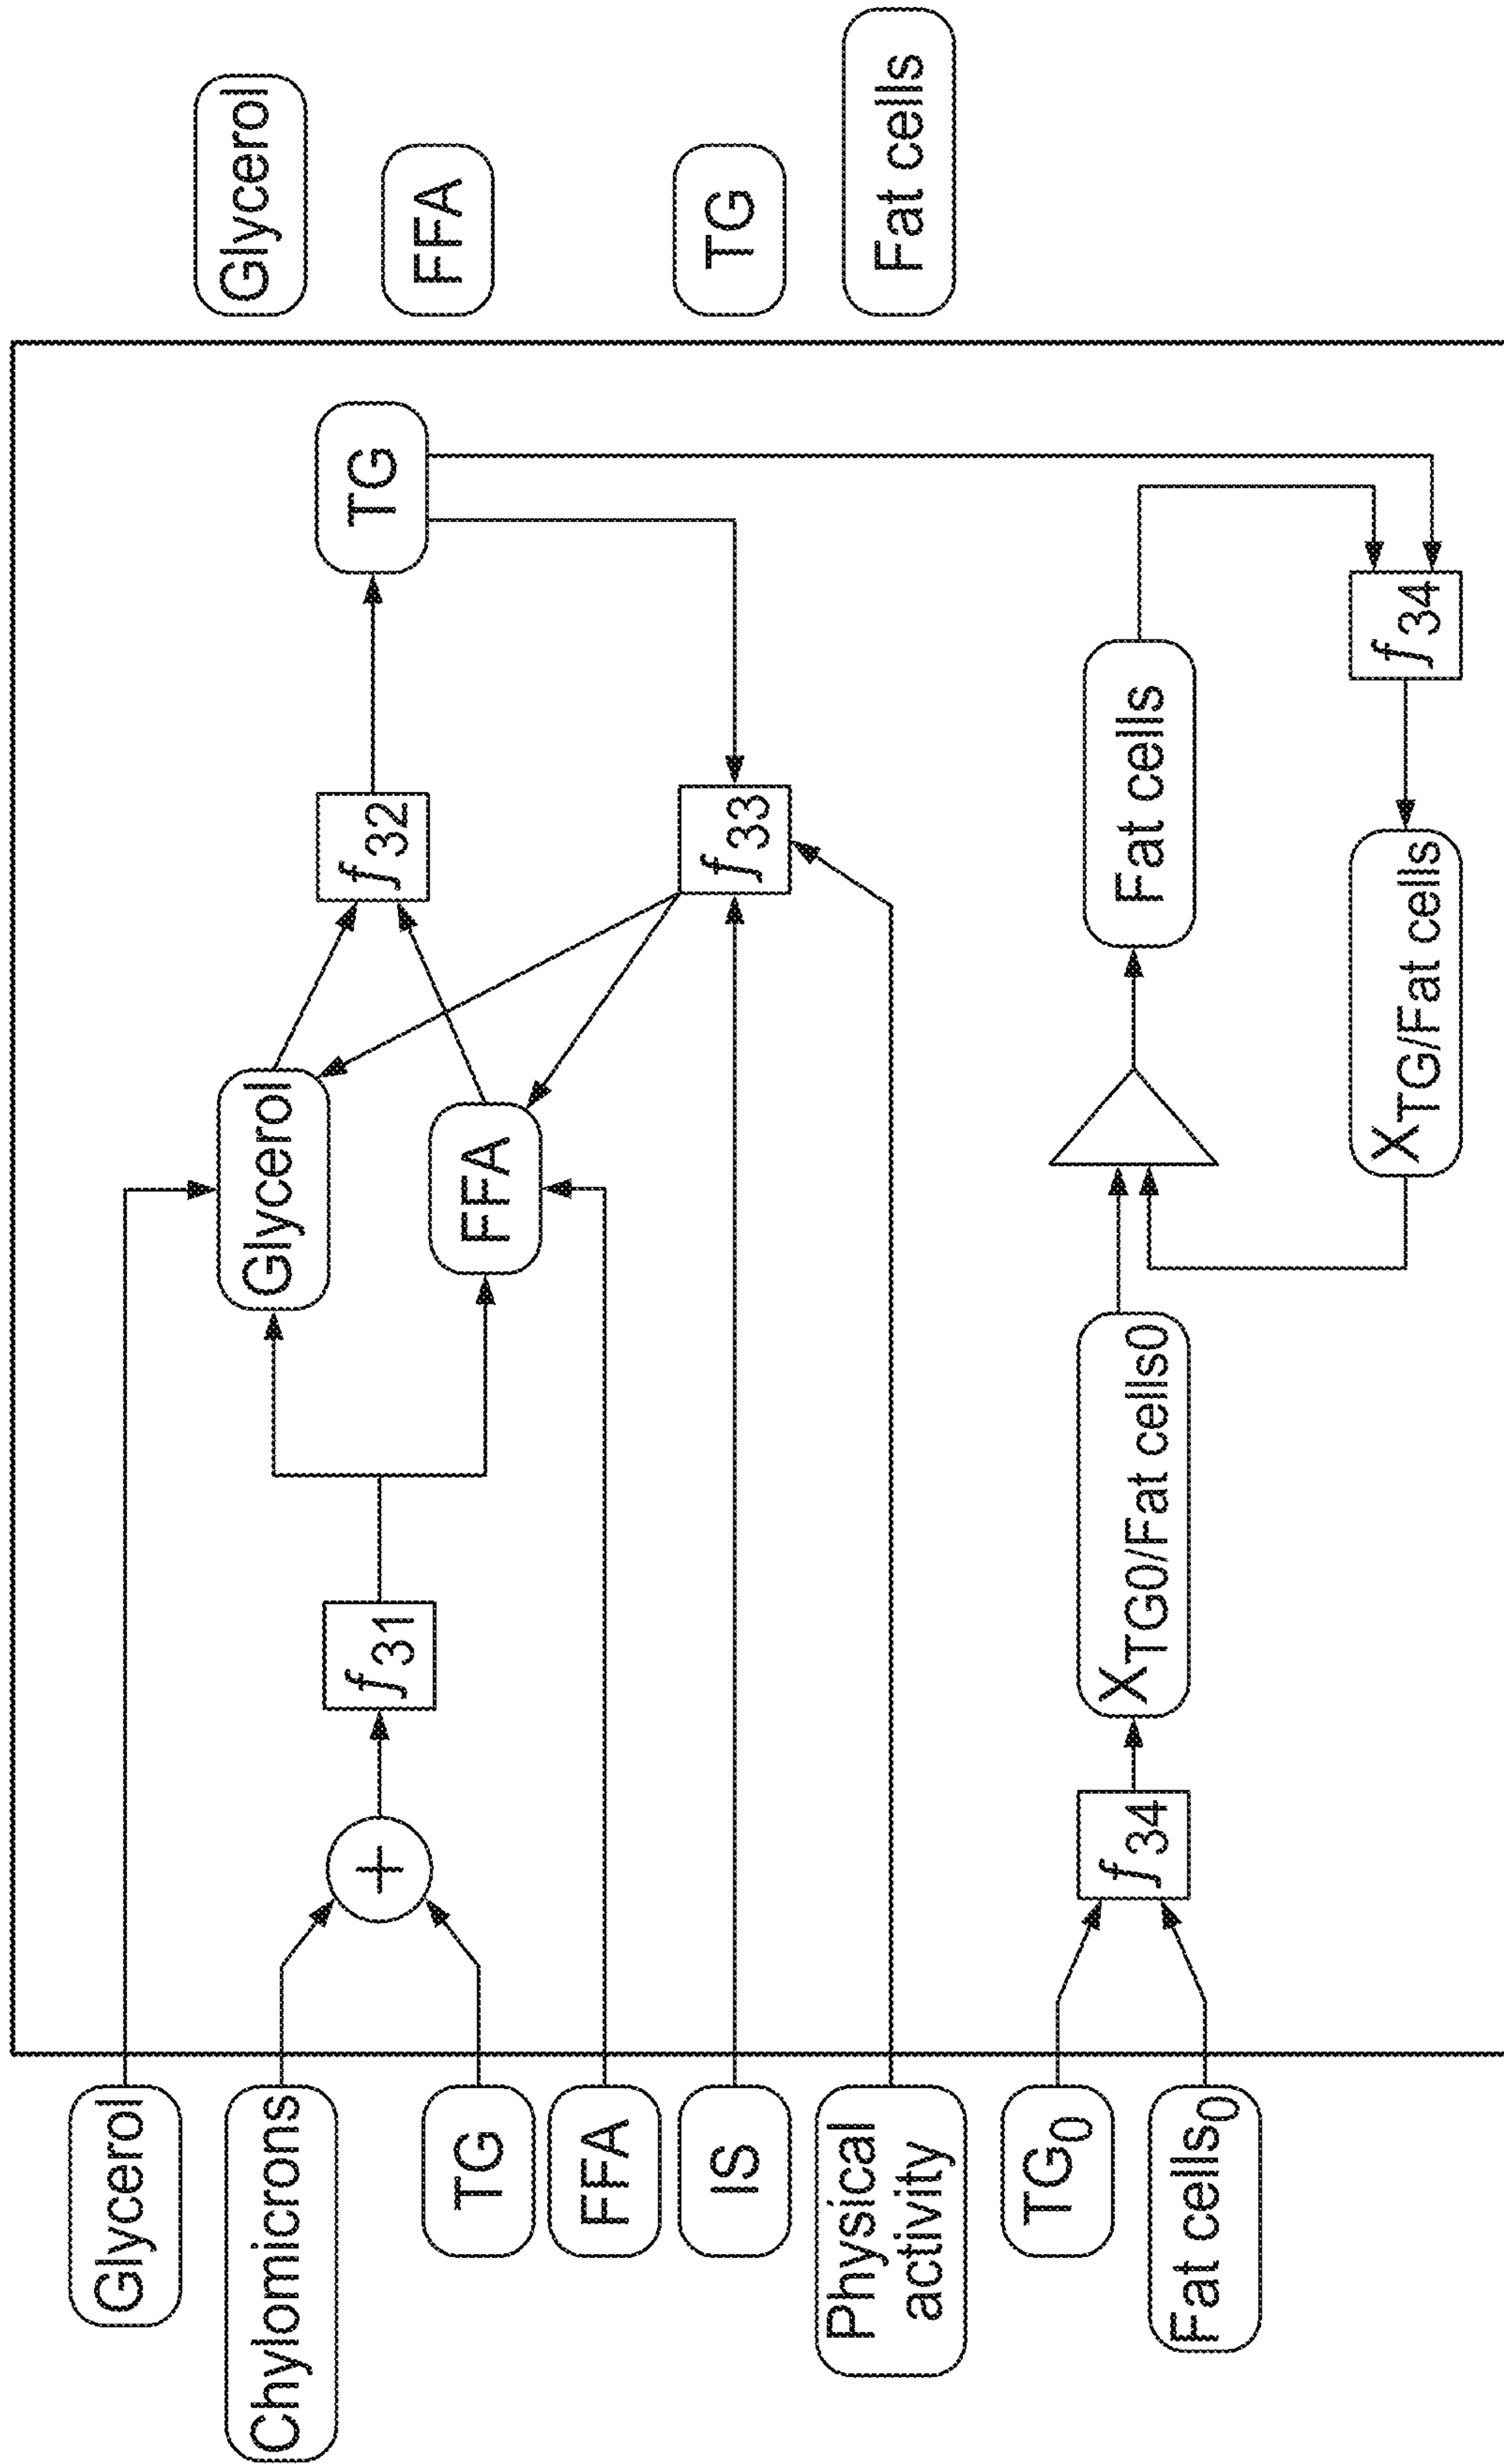 Glycerol
Chylomicrons
TG
FFA
IS
Physical
activity
TG0
Fat cells0
+
f31
f34
XTG0/Fat cells0
Glycerol
FFA
f32
f33
TG
Fat cells
XTG/Fat cells
f34
Glycerol
FFA
TG
Fat cells